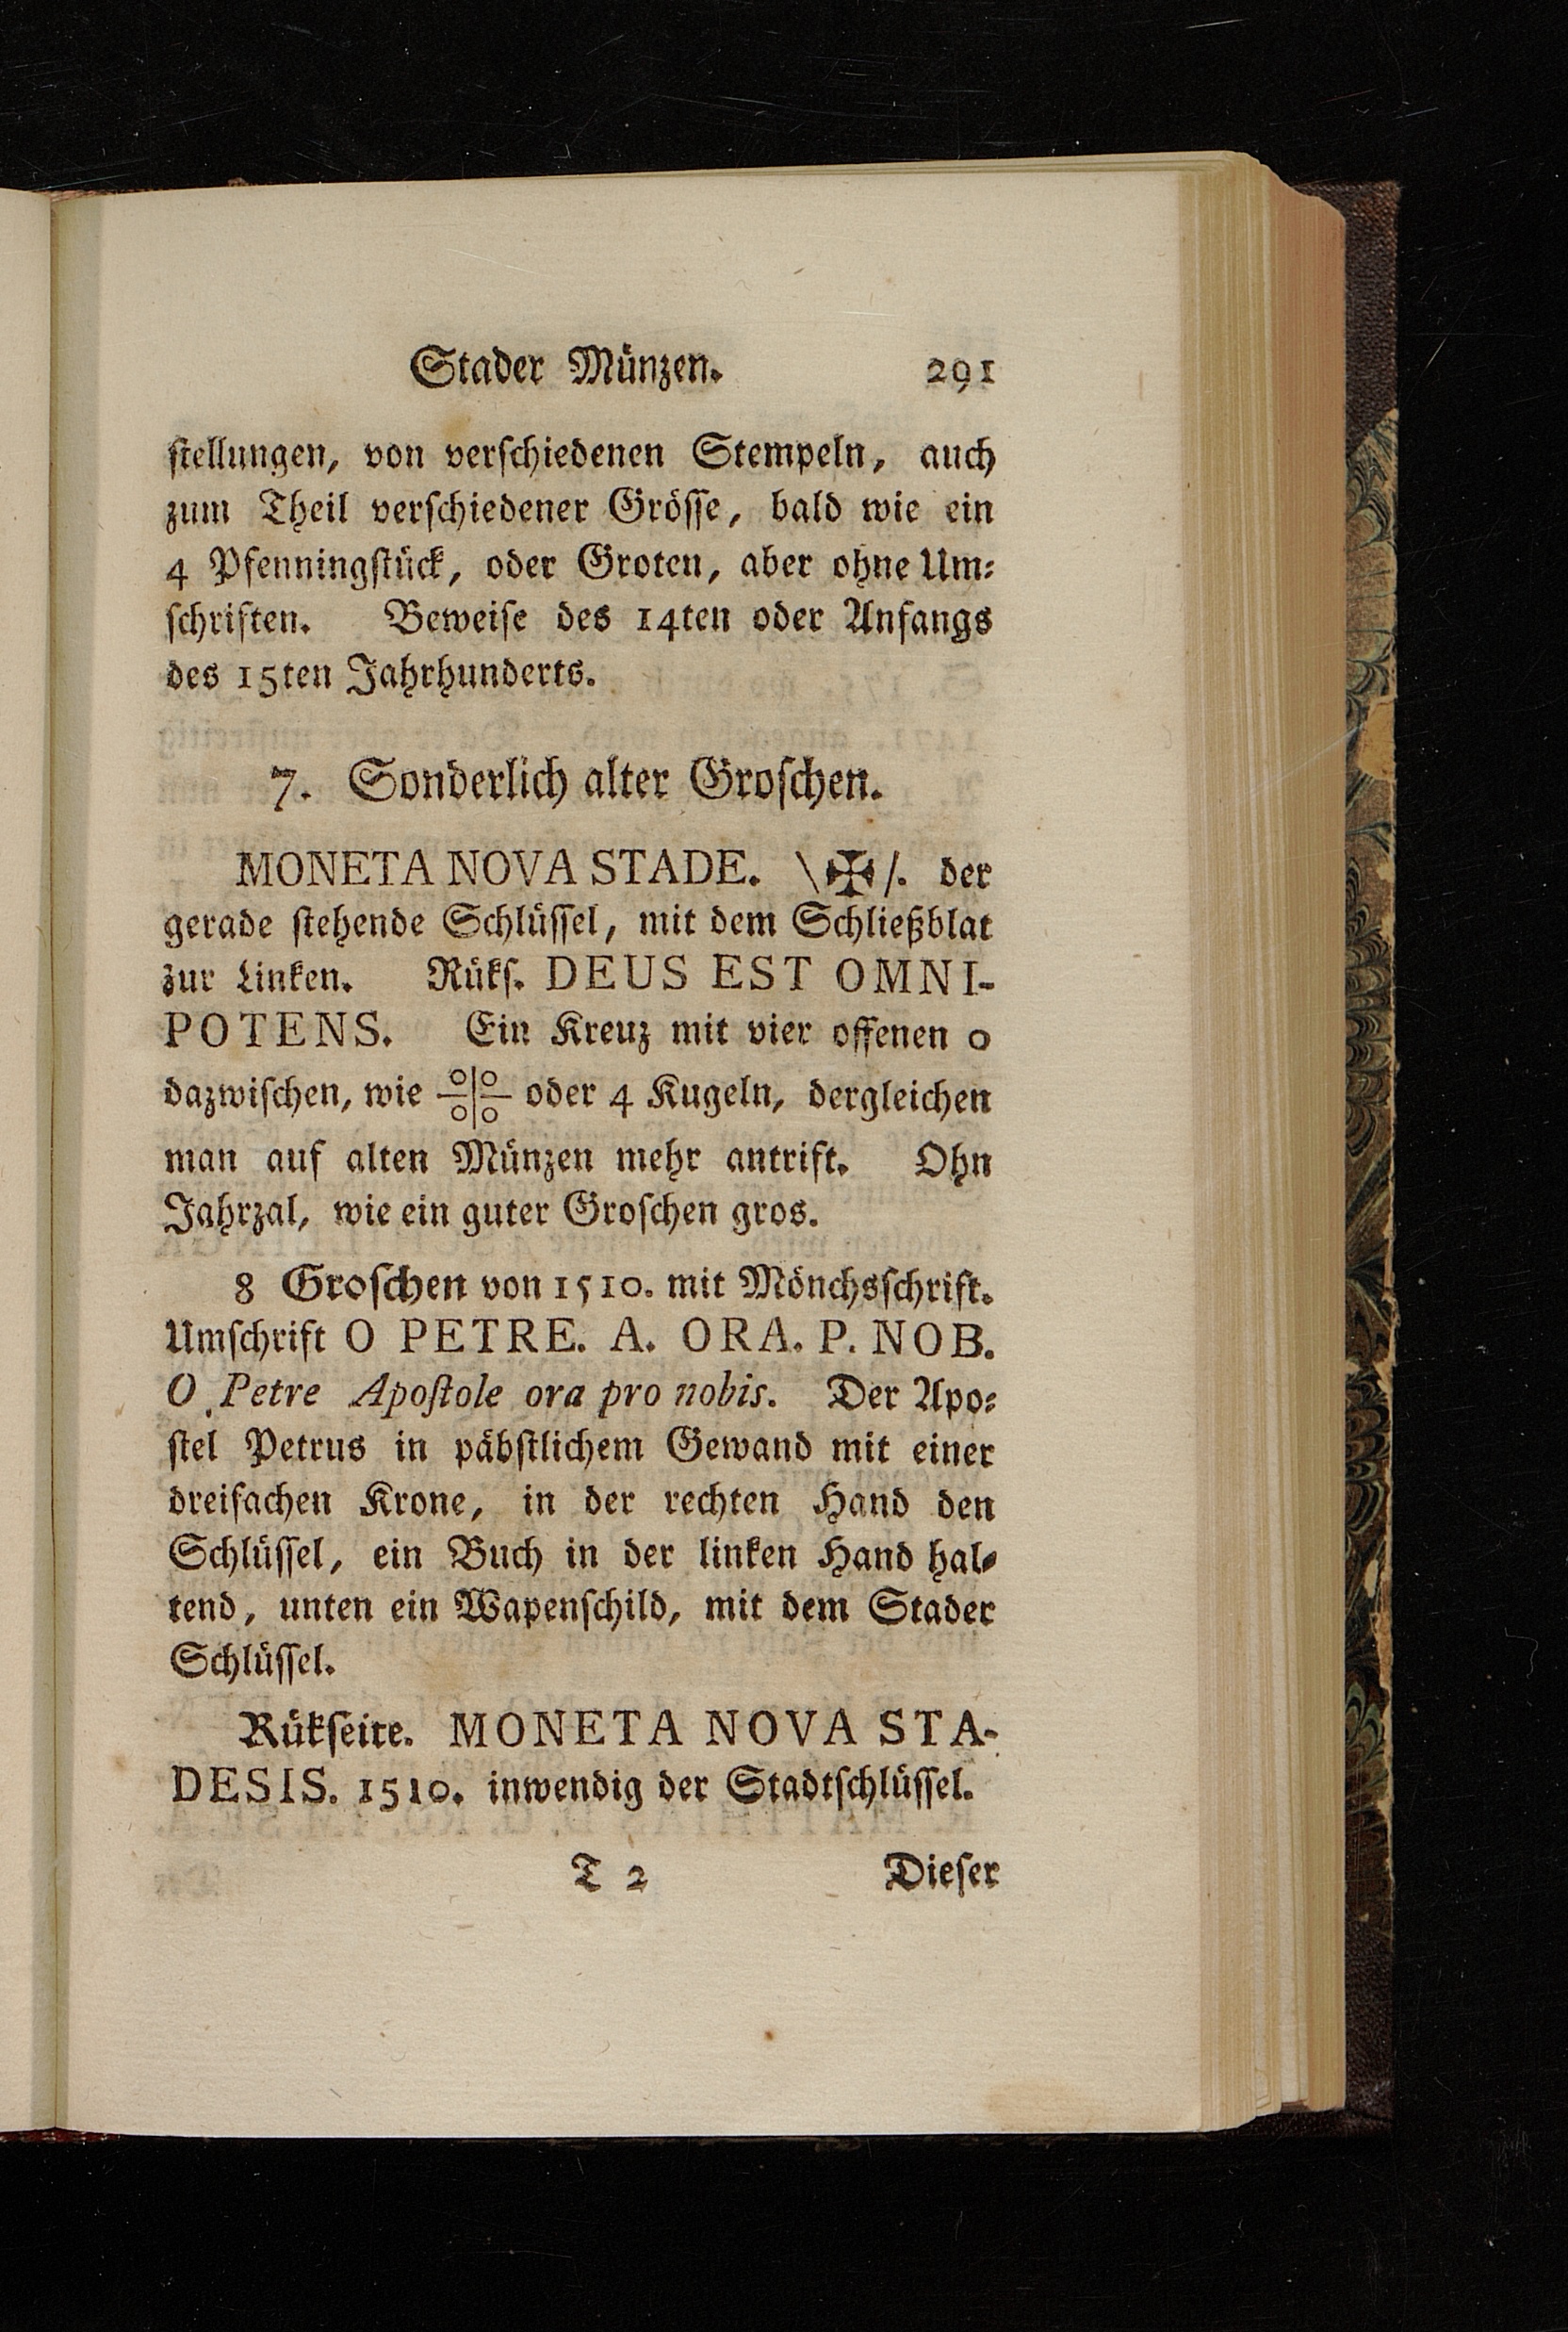 Stader Münzen. 291
stellungen, von verschiedenen Stempeln, auch
zum Theil verschiedener Grösse, bald wie ein
4 Pfenningstück, oder Groten, aber ohne Um⸗
schriften. Beweise des 14ten oder Anfangs
des 15ten Jahrhunderts.
7. Sonderlich alter Groschen.
MONETA NOVA STADE. \✠/. der
gerade stehende Schlüssel, mit dem Schließblat
zur Linken. Rüks. DEUS EST OMNI-
POTENS. Ein Kreuz mit vier offenen o
dazwischen, wie oder 4 Kugeln, dergleichen
man auf alten Münzen mehr antrift. Ohn
Jahrzal, wie ein guter Groschen gros.
8 Groschen von 1510. mit Mönchsschrift.
Umschrift O PETRE. A. ORA. P. NOB.
O Petre Apostole ora pro nobis. Der Apo⸗
stel Petrus in päbstlichem Gewand mit einer
dreifachen Krone, in der rechten Hand den
Schlüssel, ein Buch in der linken Hand hal⸗
tend, unten ein Wapenschild, mit dem Stader
Schlüssel.
Rükseite. MONETA NOVA STA-
DESIS. 1510. inwendig der Stadtschlüssel.
T 2 Dieser